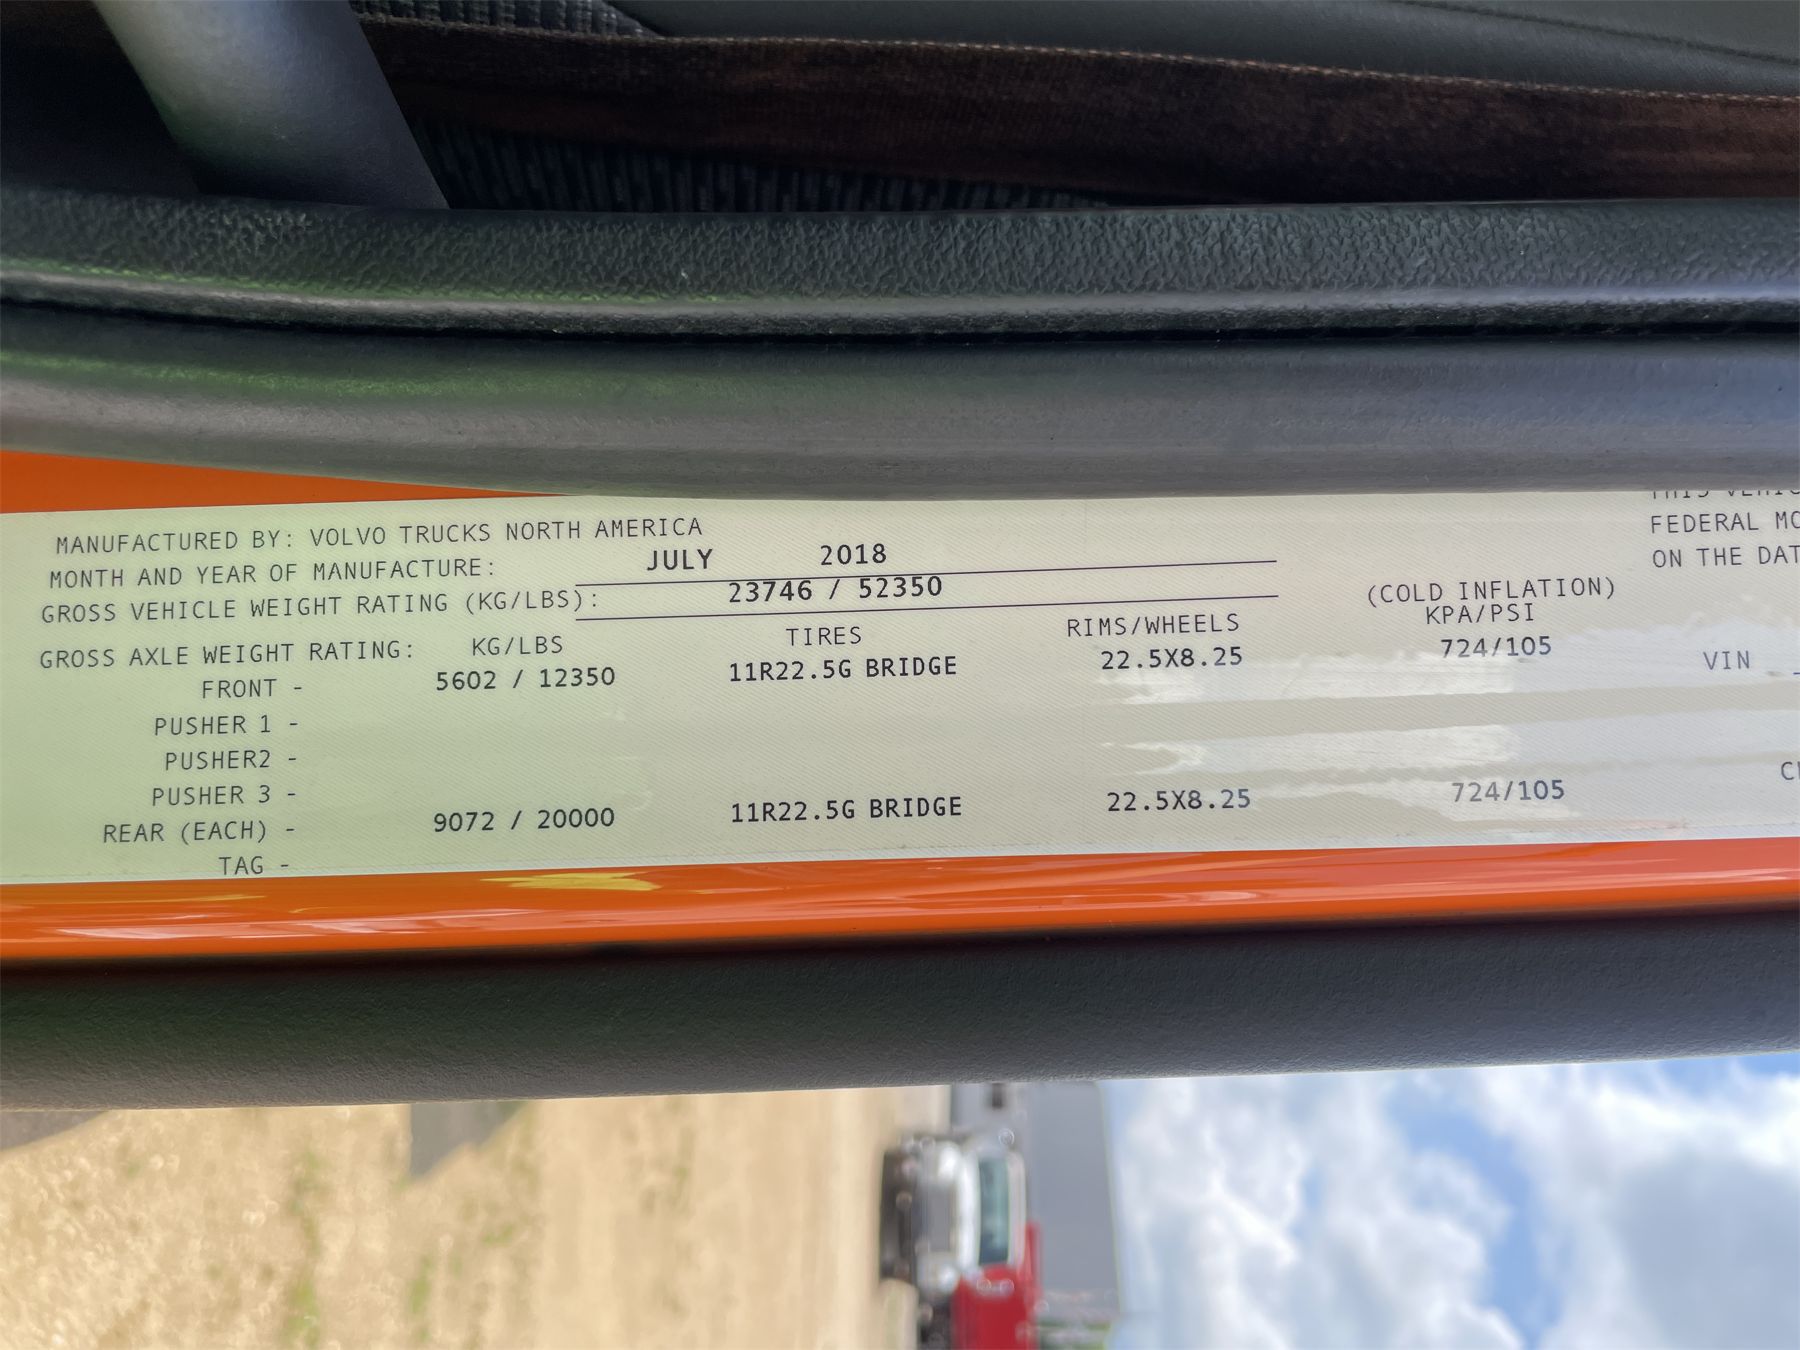 MANUFACTURED BY: VOLVO TRUCKS NORTH AMERICA
MONTH AND YEAR OF MANUFACTURE: JULY 2018
GROSS VEHICLE WEIGHT RATING (KG/LBS): 23746 / 52350
GROSS AXLE WEIGHT RATING: KG/LBS TIRES RIMS/WHEELS (COLD INFLATION) KPA/PSI
FRONT - 5602 / 12350 11R22.5G BRIDGE 22.5X8.25 724/105
PUSHER 1 -
PUSHER2 -
PUSHER 3 -
REAR (EACH) - 9072 / 20000 11R22.5G BRIDGE 22.5X8.25 724/105
TAG -
FEDERAL
ON THE
VIN